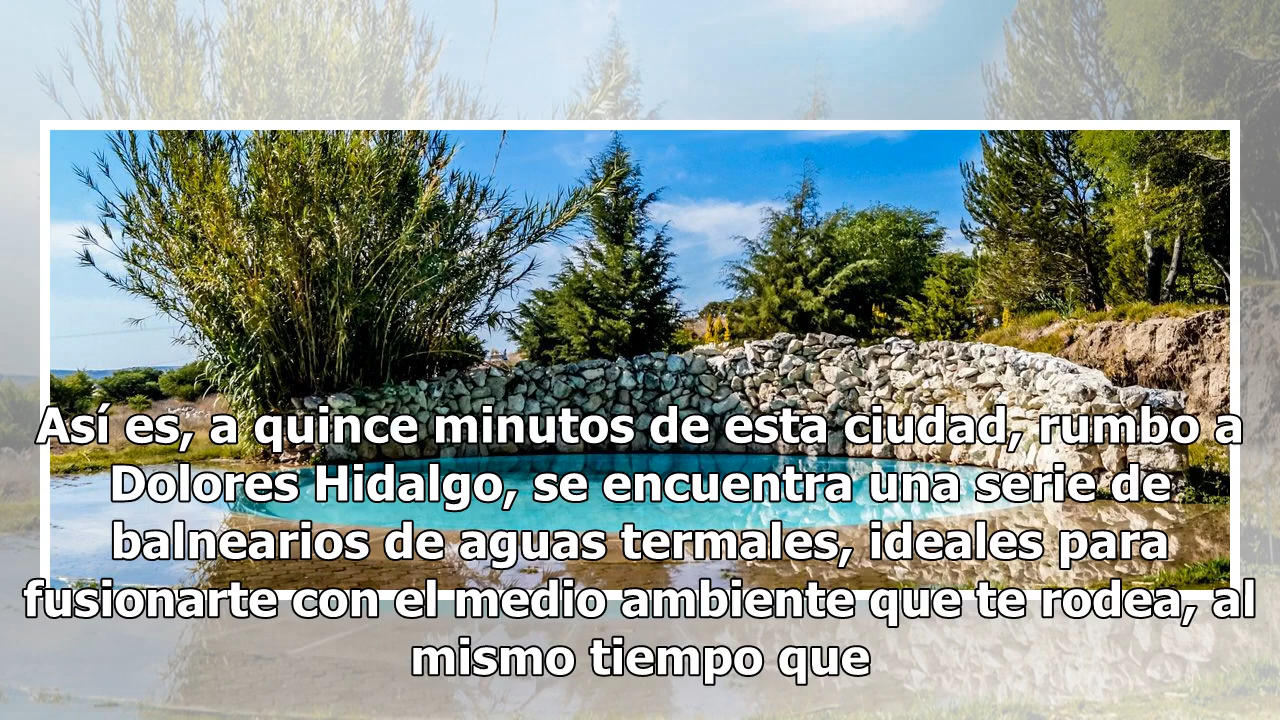 Así es, a quince minutos de esta ciudad, rumbo a
Dolores Hidalgo, se encuentra una serie de
balnearios de aguas termales, ideales para
fusionarte con el medio ambiente que te rodea, al
mismo tiempo que